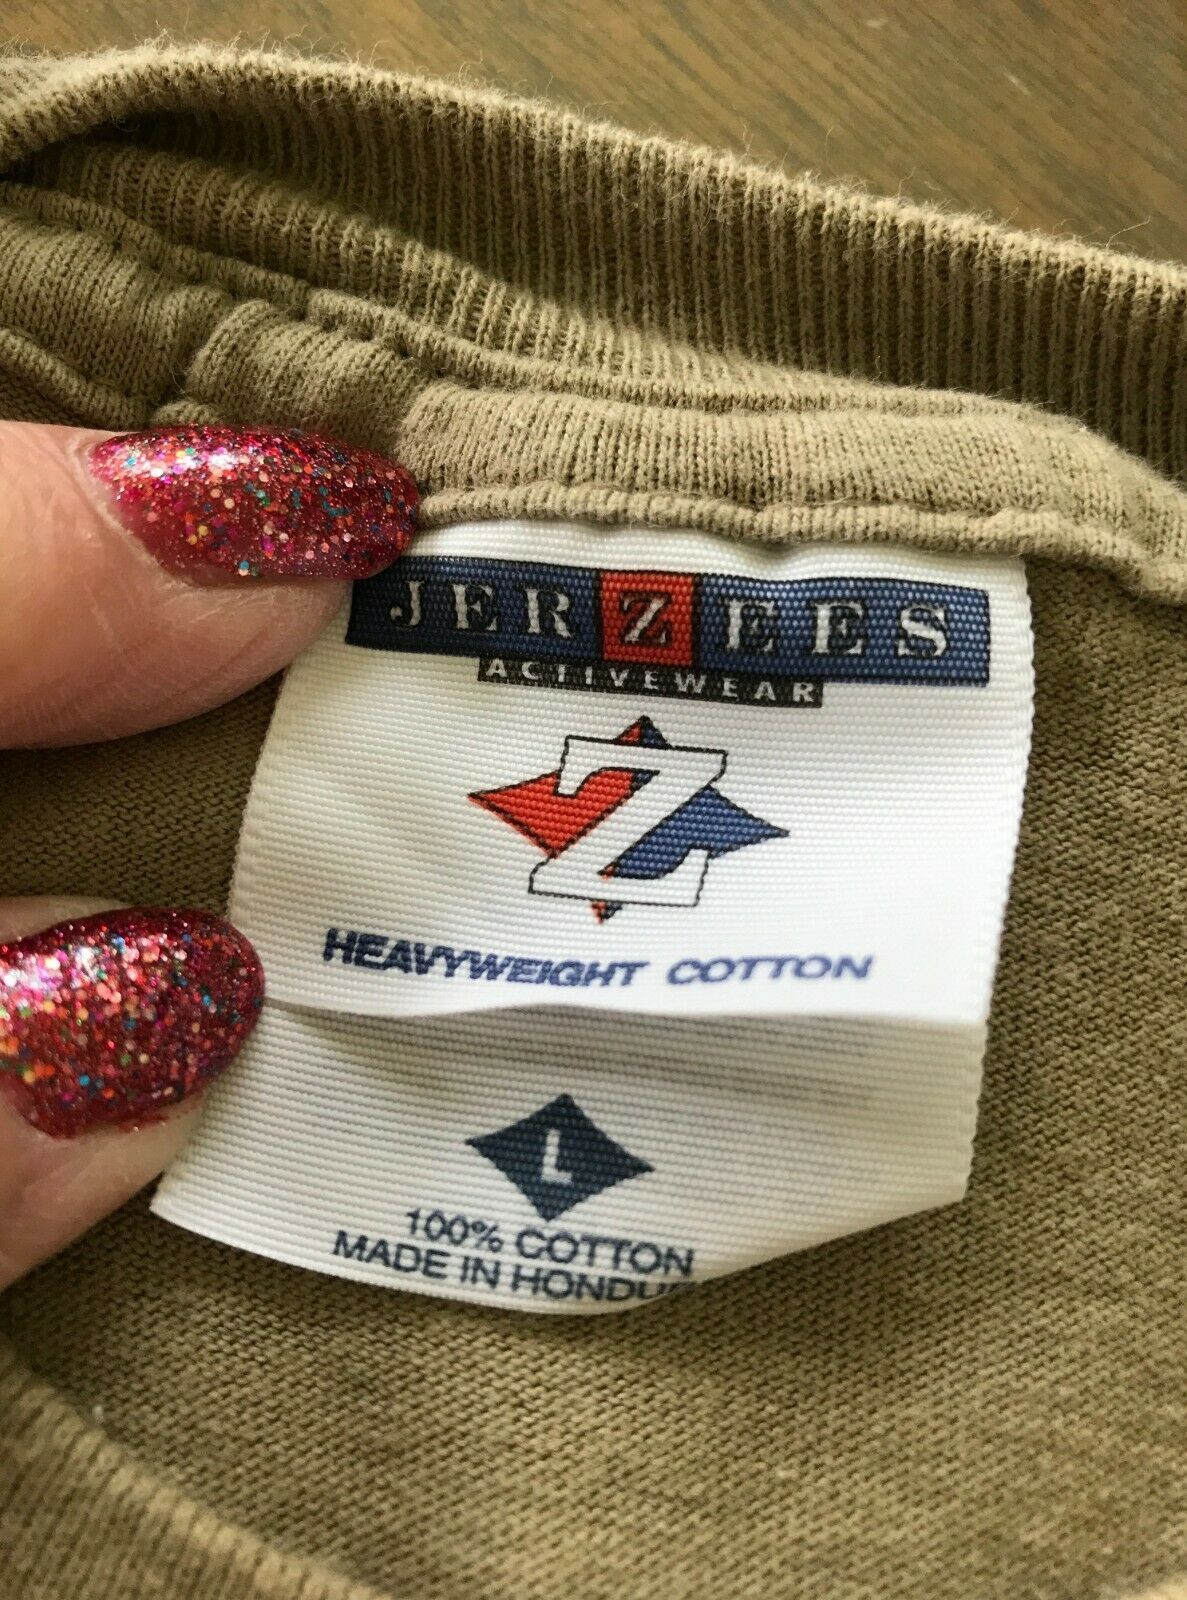 JERZEES
ACTIVEWEAR
Z
HEAVYWEIGHT COTTON
L
100% COTTON
MADE IN